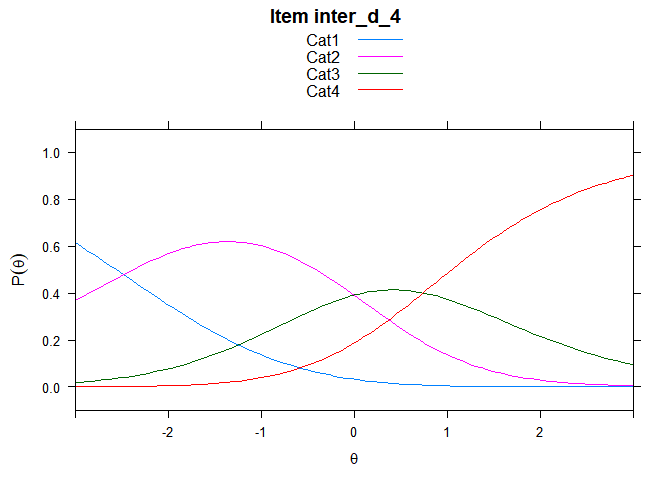 Item inter_d_4
Cat1
Cat2
Cat3
Cat4
1.0
0.8
0.6
0.4
0.2
0.0
P(θ)
-2 -1 0 1 2
θ